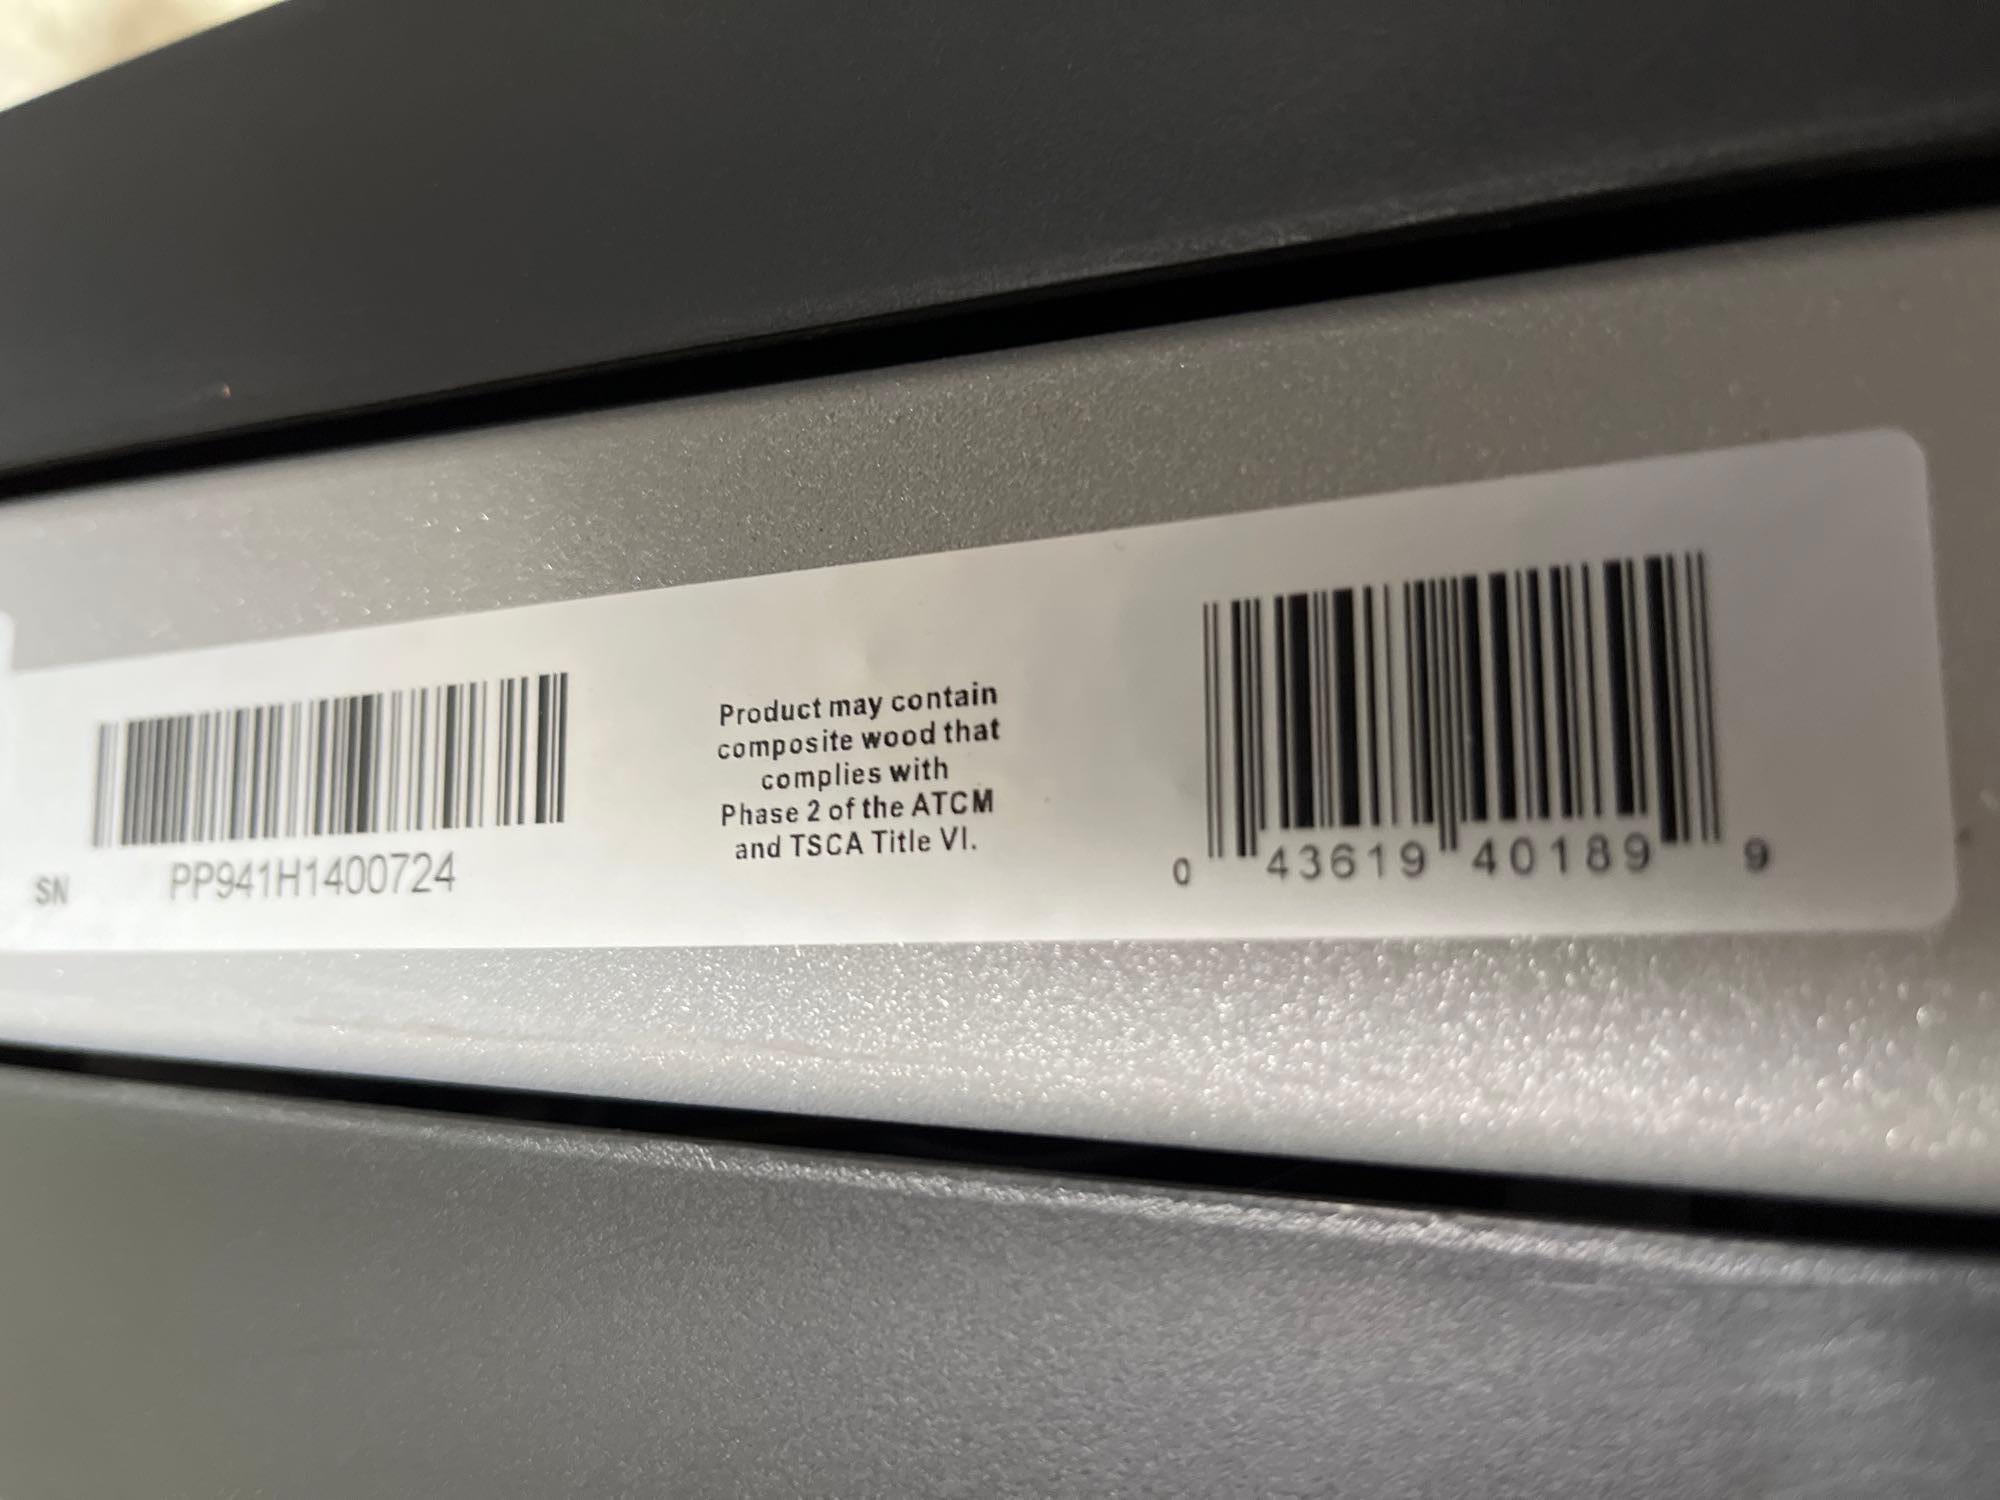 SN PP941H1400724
Product may contain
composite wood that
complies with
Phase 2 of the ATCM
and TSCA Title VI.
0 43619 40189 9